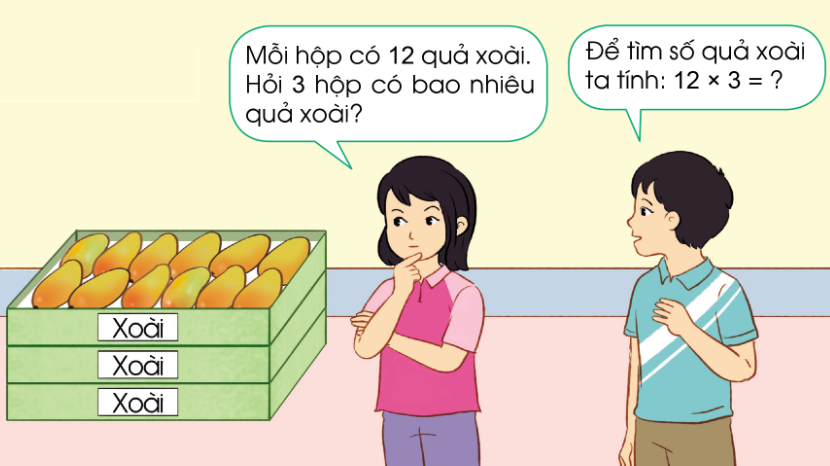 Mỗi hộp có 12 quả xoài.
Hỏi 3 hộp có bao nhiêu
quả xoài?
Để tìm số quả xoài
ta tính: 12 × 3 = ?
Xoài
Xoài
Xoài